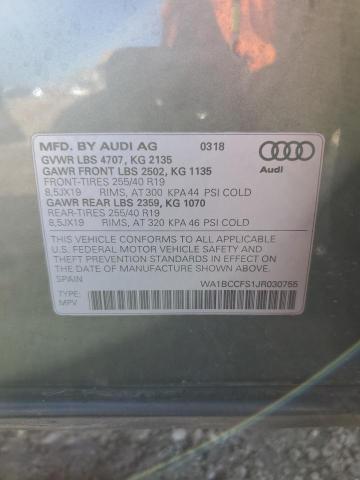 MFD. BY AUDI AG 0318
GVWR LBS 4707, KG 2135
GAWR FRONT LBS 2502, KG 1135
FRONT-TIRES 255/40 R19
8,5JX19 RIMS, AT 300 KPA 44 PSI COLD
GAWR REAR LBS 2359, KG 1070
REAR-TIRES 255/40 R19
8,5JX19 RIMS, AT 320 KPA 46 PSI COLD
Audi
THIS VEHICLE CONFORMS TO ALL APPLICABLE
U.S. FEDERAL MOTOR VEHICLE SAFETY AND
THEFT PREVENTION STANDARDS IN EFFECT ON
THE DATE OF MANUFACTURE SHOWN ABOVE.
SPAIN
WA1BCCFS1JR030755
TYPE:
MPV